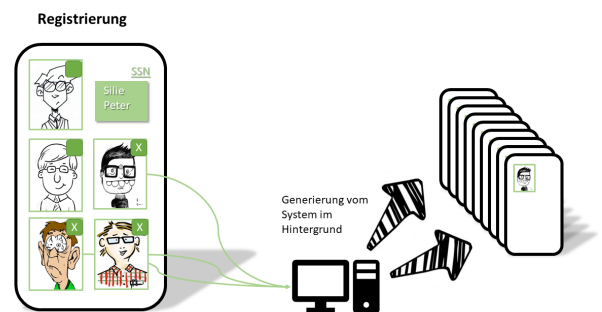 Registrierung
SSN
Silie
Peter
X
X
X
Generierung vom
System im
Hintergrund